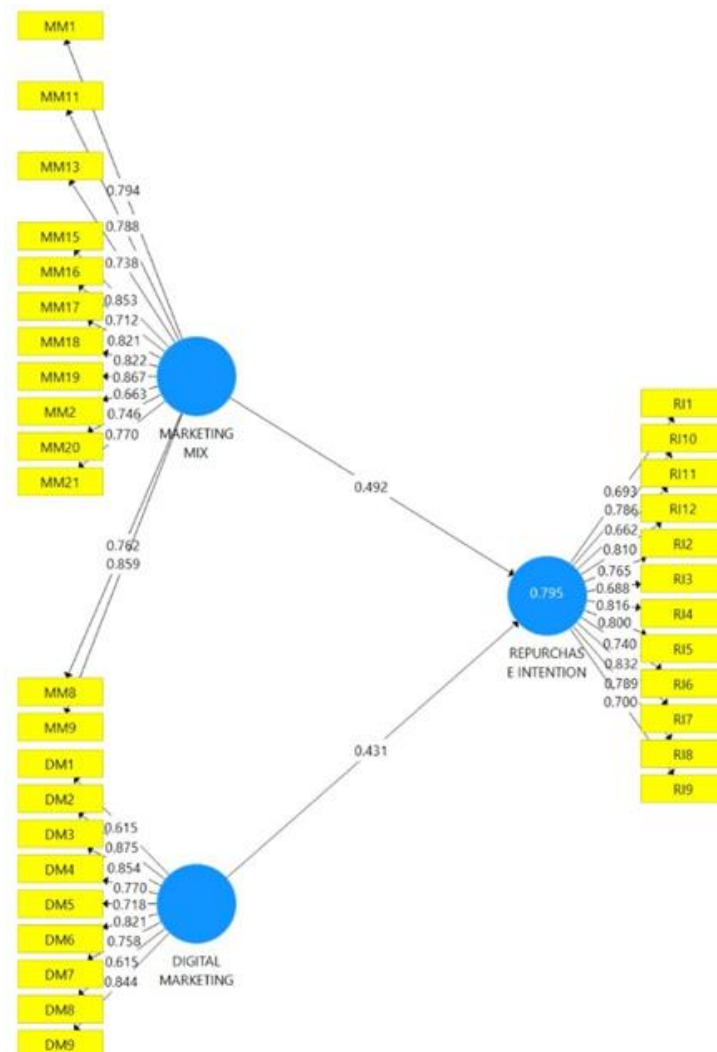 MM1
MM11
MM13
0.794
0.788
MM15
0.738
MM16
0.853
MM17
0.712
0.821
MM18
0.822
MM19
0.867
0.663
MM2
0.746
MM20
0.770
MM21
MARKETING
MIX
0.492
RI1
RI10
RI11
0.693
0.786
RI12
0.662
0.810
RI2
0.765
RI3
0.688
0.795
0.816
RI4
0.800
0.740
RI5
REPURCHAS
E INTENTION
0.832
RI6
0.789
0.700
RI7
RI8
RI9
0.762
0.859
MM8
MM9
0.431
DM1
DM2
0.615
DM3
0.875
0.854
DM4
0.770
DM5
0.718
0.821
DM6
0.758
DM7
0.615
0.844
DM8
DM9
DIGITAL
MARKETING